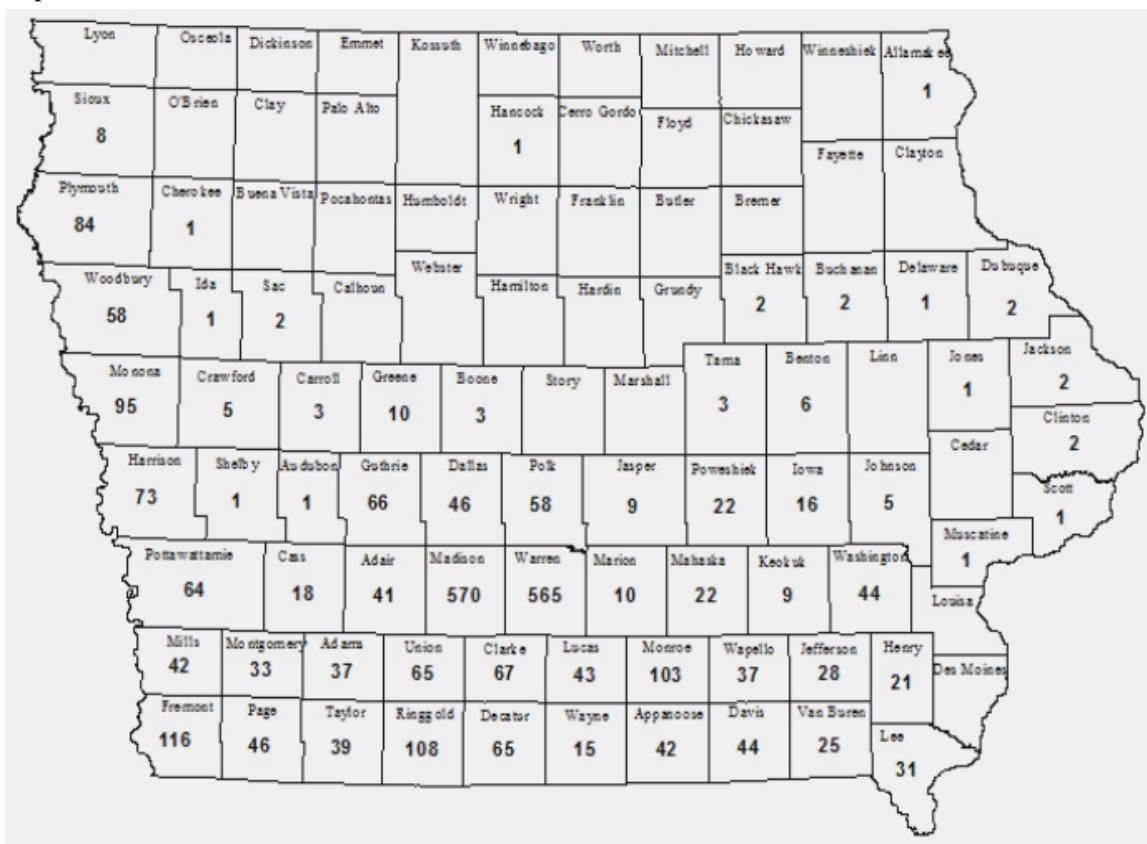 Lyon Osceola Dickinson Emmet Kossuth Winnebago Worth Mitchell Howard Winneshiek Allamakee
1
Sioux O'Brien Clay Palo Alto Hancock Cerro Gordo Floyd Chickasaw
8 1
Fayette Clayton
Plymouth Cherokee Buena Vista Pocahontas Humboldt Wright Franklin Butler Bremer
84 1
Woodbury Ida Sac Calhoun Webster Hamilton Hardin Grundy Black Hawk Buchanan Delaware Dubuque
58 1 2 2 2 1 2
Monona Crawford Carroll Greene Boone Story Marshall Tama Benton Linn Jones Jackson
95 5 3 10 3 3 6 1 2
Clinton
2
Harrison Shelby Audubon Guthrie Dallas Polk Jasper Poweshiek Iowa Johnson Cedar Scott
73 1 1 66 46 58 9 22 16 5 1
Muscatine
1
Pottawattamie Cass Adair Madison Warren Marion Mahaska Keokuk Washington
64 18 41 570 565 10 22 9 44
Louisa
Mills Montgomery Adams Union Clarke Lucas Monroe Wapello Jefferson Henry Des Moines
42 33 37 65 67 43 103 37 28 21
Fremont Page Taylor Ringgold Decatur Wayne Appanoose Davis Van Buren Lee
116 46 39 108 65 15 42 44 25 31